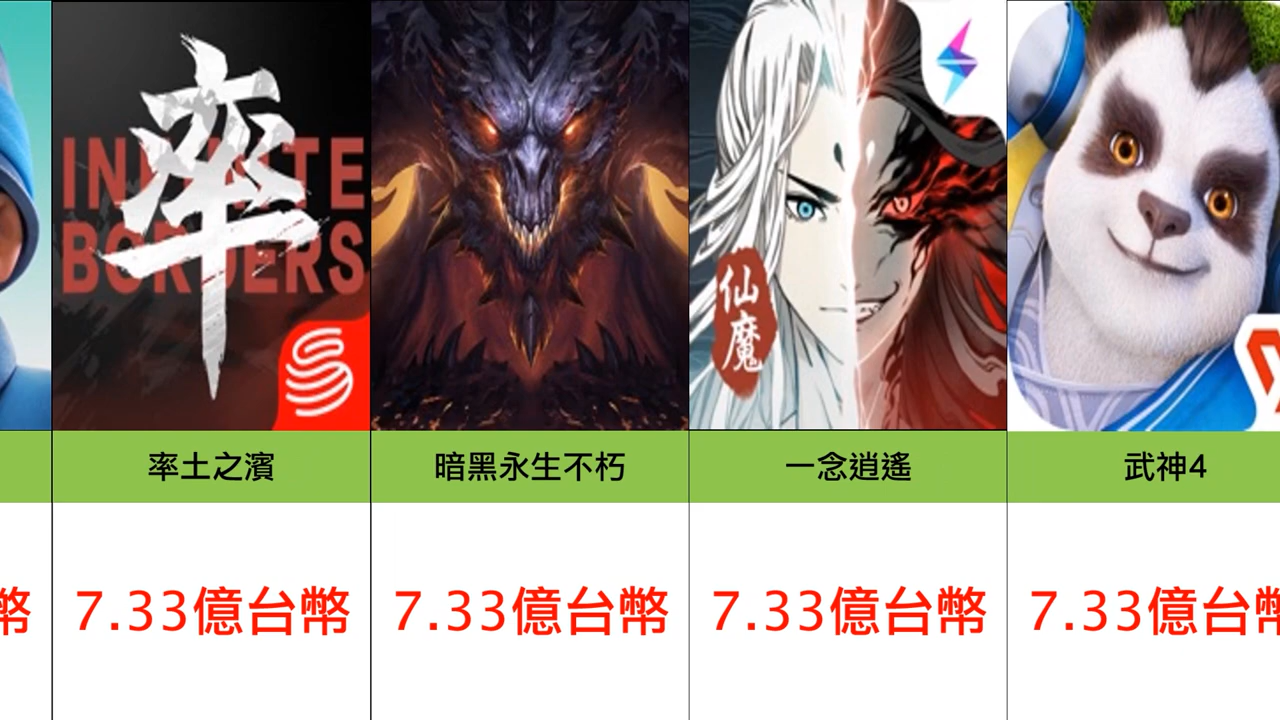 率
INFINITE
BORDERS
仙魔
率土之濱
暗黑永生不朽
一念逍遙
武神4
幣
7.33億台幣
7.33億台幣
7.33億台幣
7.33億台幣